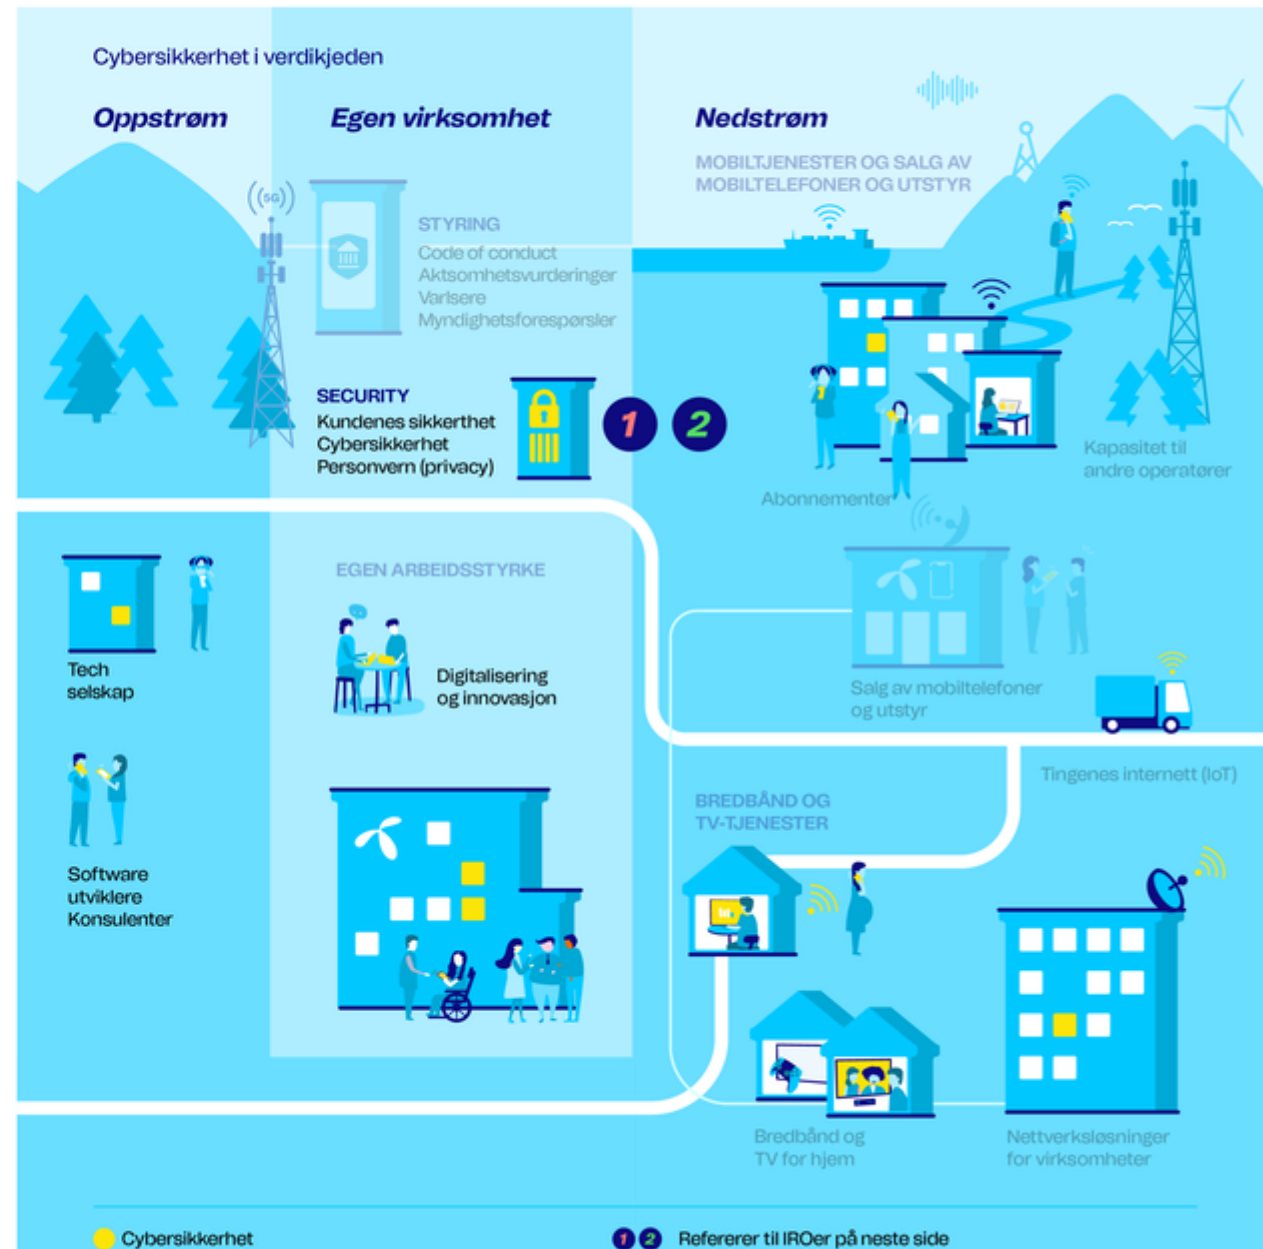 Cybersikkerhet i verdikjeden
Oppstrøm
Egen virksomhet
Nedstrøm
MOBILTJENESTER OG SALG AV
MOBILTELEFONER OG UTSTYR
((5G))
STYRING
Code of conduct
Aktsomhetsvurderinger
Varlsere
Myndighetsforespørsler
SECURITY
Kundenes sikkerthet
Cybersikkerhet
Personvern (privacy)
1
2
Kapasitet til
andre operatører
Abonnementer
EGEN ARBEIDSSTYRKE
Tech
selskap
Digitalisering
og innovasjon
Salg av mobiltelefoner
og utstyr
Tingenes internett (IoT)
BREDBÅND OG
TV-TJENESTER
Software
utviklere
Konsulenter
Bredbånd og
TV for hjem
Nettverksløsninger
for virksomheter
Cybersikkerhet
1 2 Refererer til IROer på neste side